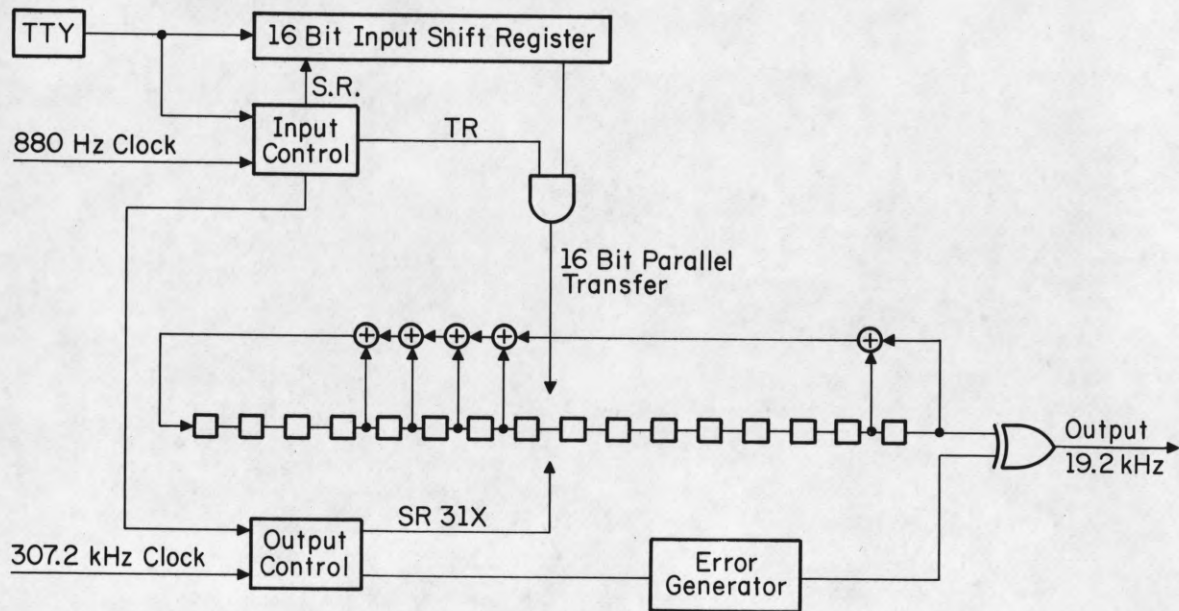 TTY
16 Bit Input Shift Register
S.R.
Input
Control
TR
880 Hz Clock
16 Bit Parallel
Transfer
Output
19.2 kHz
SR 31X
307.2 kHz Clock
Output
Control
Error
Generator